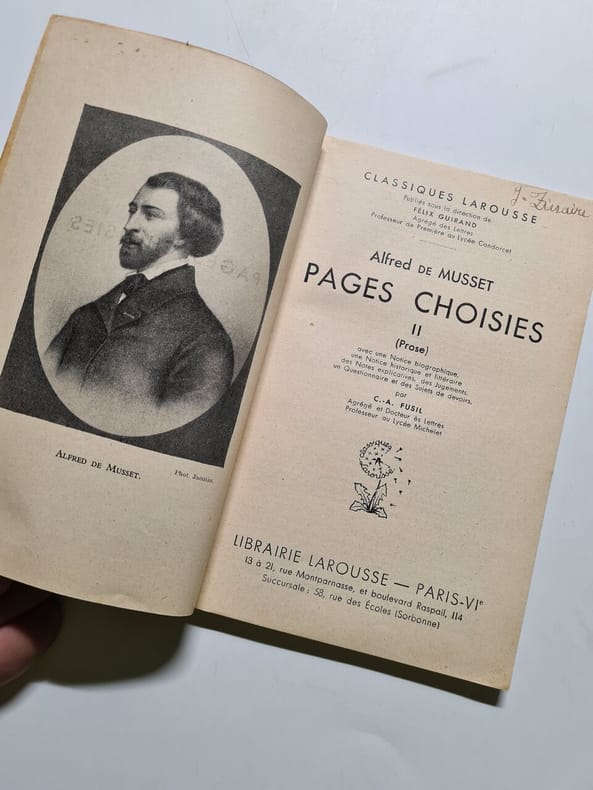 ALFRED DE MUSSET.
Phot. Jacotin.
CLASSIQUES LAROUSSE
Publiés sous la direction de
FÉLIX GUIRAND
Agrégé des Lettres
Professeur de Première au Lycée Condorcet
Alfred DE MUSSET
PAGES CHOISIES
II
(Prose)
avec une Notice biographique,
une Notice historique et littéraire
des Notes explicatives, des Jugements,
un Questionnaire et des Sujets de devoirs,
par
C.-A. FUSIL
Agrégé et Docteur ès Lettres
Professeur au Lycée Michelet
classiques
Larousse
LIBRAIRIE LAROUSSE — PARIS-VIe
13 à 21, rue Montparnasse, et boulevard Raspail, 114
Succursale : 58, rue des Écoles (Sorbonne)